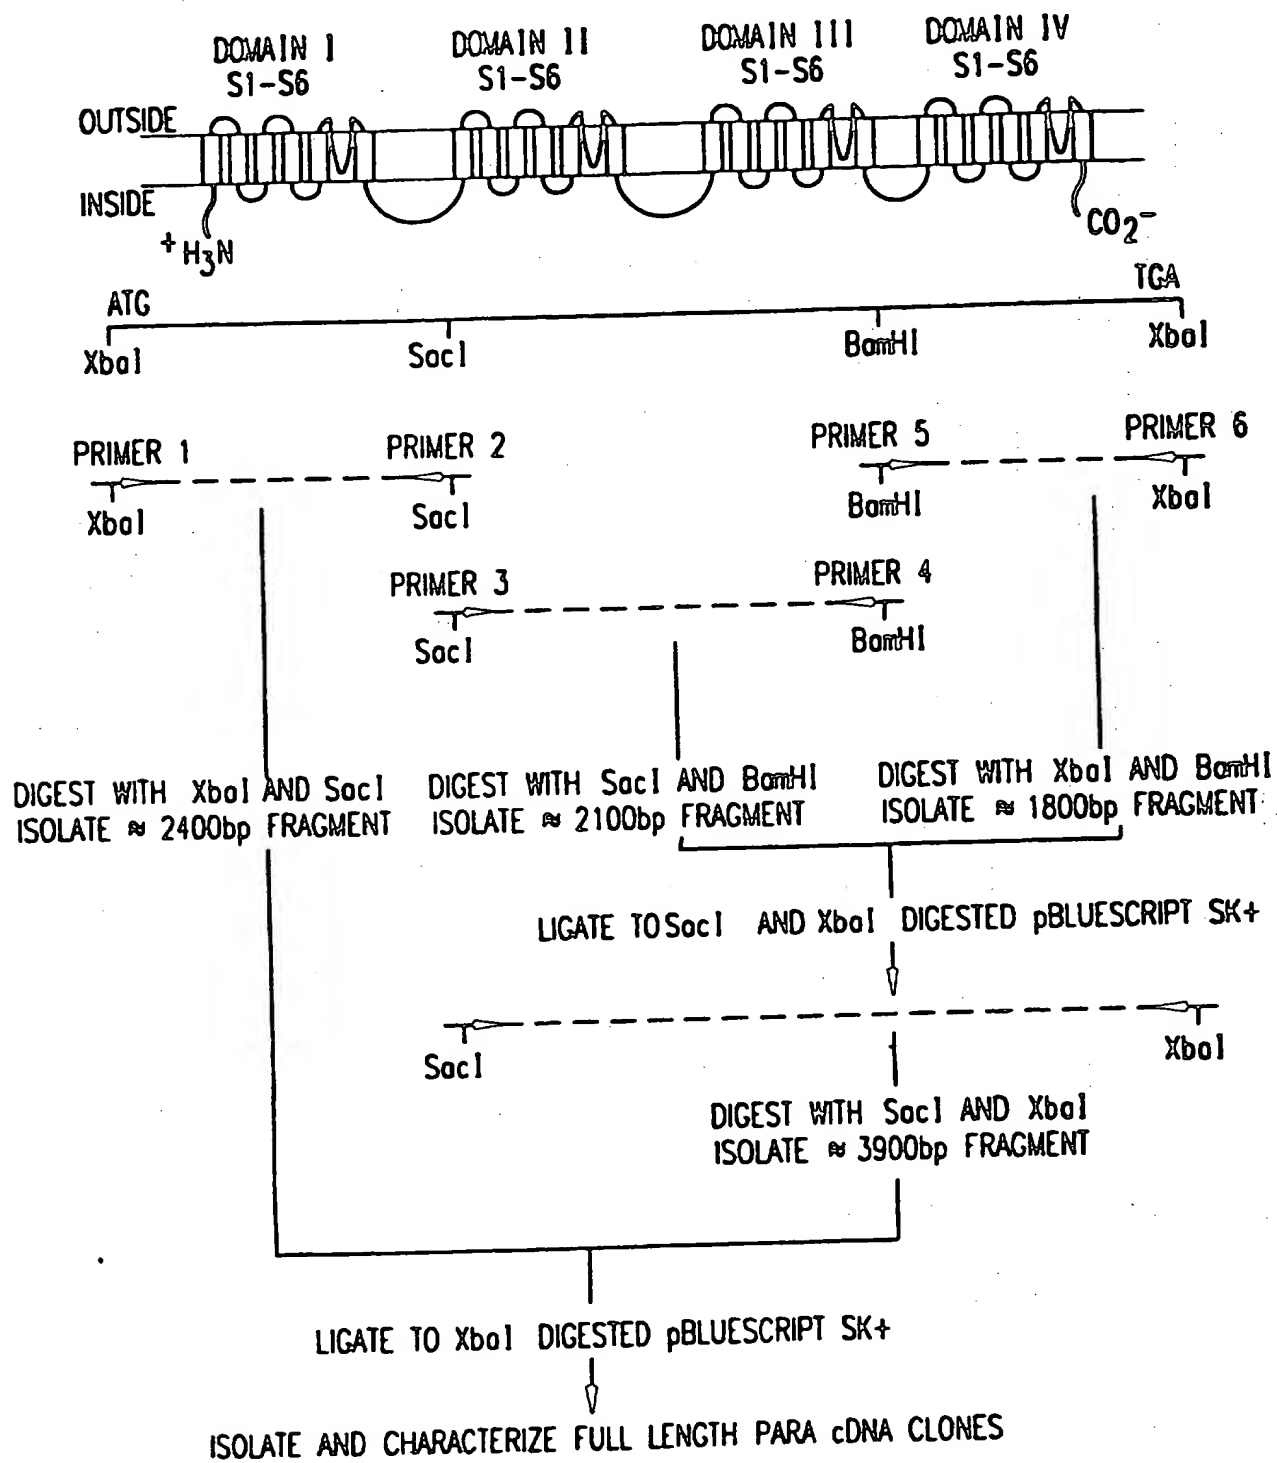 DOMAIN I
S1-S6
DOMAIN II
S1-S6
DOMAIN III
S1-S6
DOMAIN IV
S1-S6
OUTSIDE
INSIDE
+H3N
CO2-
ATG
TGA
XbaI
SacI
BamHI
XbaI
PRIMER 1
PRIMER 2
PRIMER 5
PRIMER 6
XbaI
SacI
BamHI
XbaI
PRIMER 3
PRIMER 4
SacI
BamHI
DIGEST WITH XbaI AND SacI
ISOLATE ≈ 2400bp FRAGMENT
DIGEST WITH SacI AND BamHI
ISOLATE ≈ 2100bp FRAGMENT
DIGEST WITH XbaI AND BamHI
ISOLATE ≈ 1800bp FRAGMENT
LIGATE TO SacI AND XbaI DIGESTED pBLUESCRIPT SK+
SacI
XbaI
DIGEST WITH SacI AND XbaI
ISOLATE ≈ 3900bp FRAGMENT
LIGATE TO XbaI DIGESTED pBLUESCRIPT SK+
ISOLATE AND CHARACTERIZE FULL LENGTH PARA cDNA CLONES